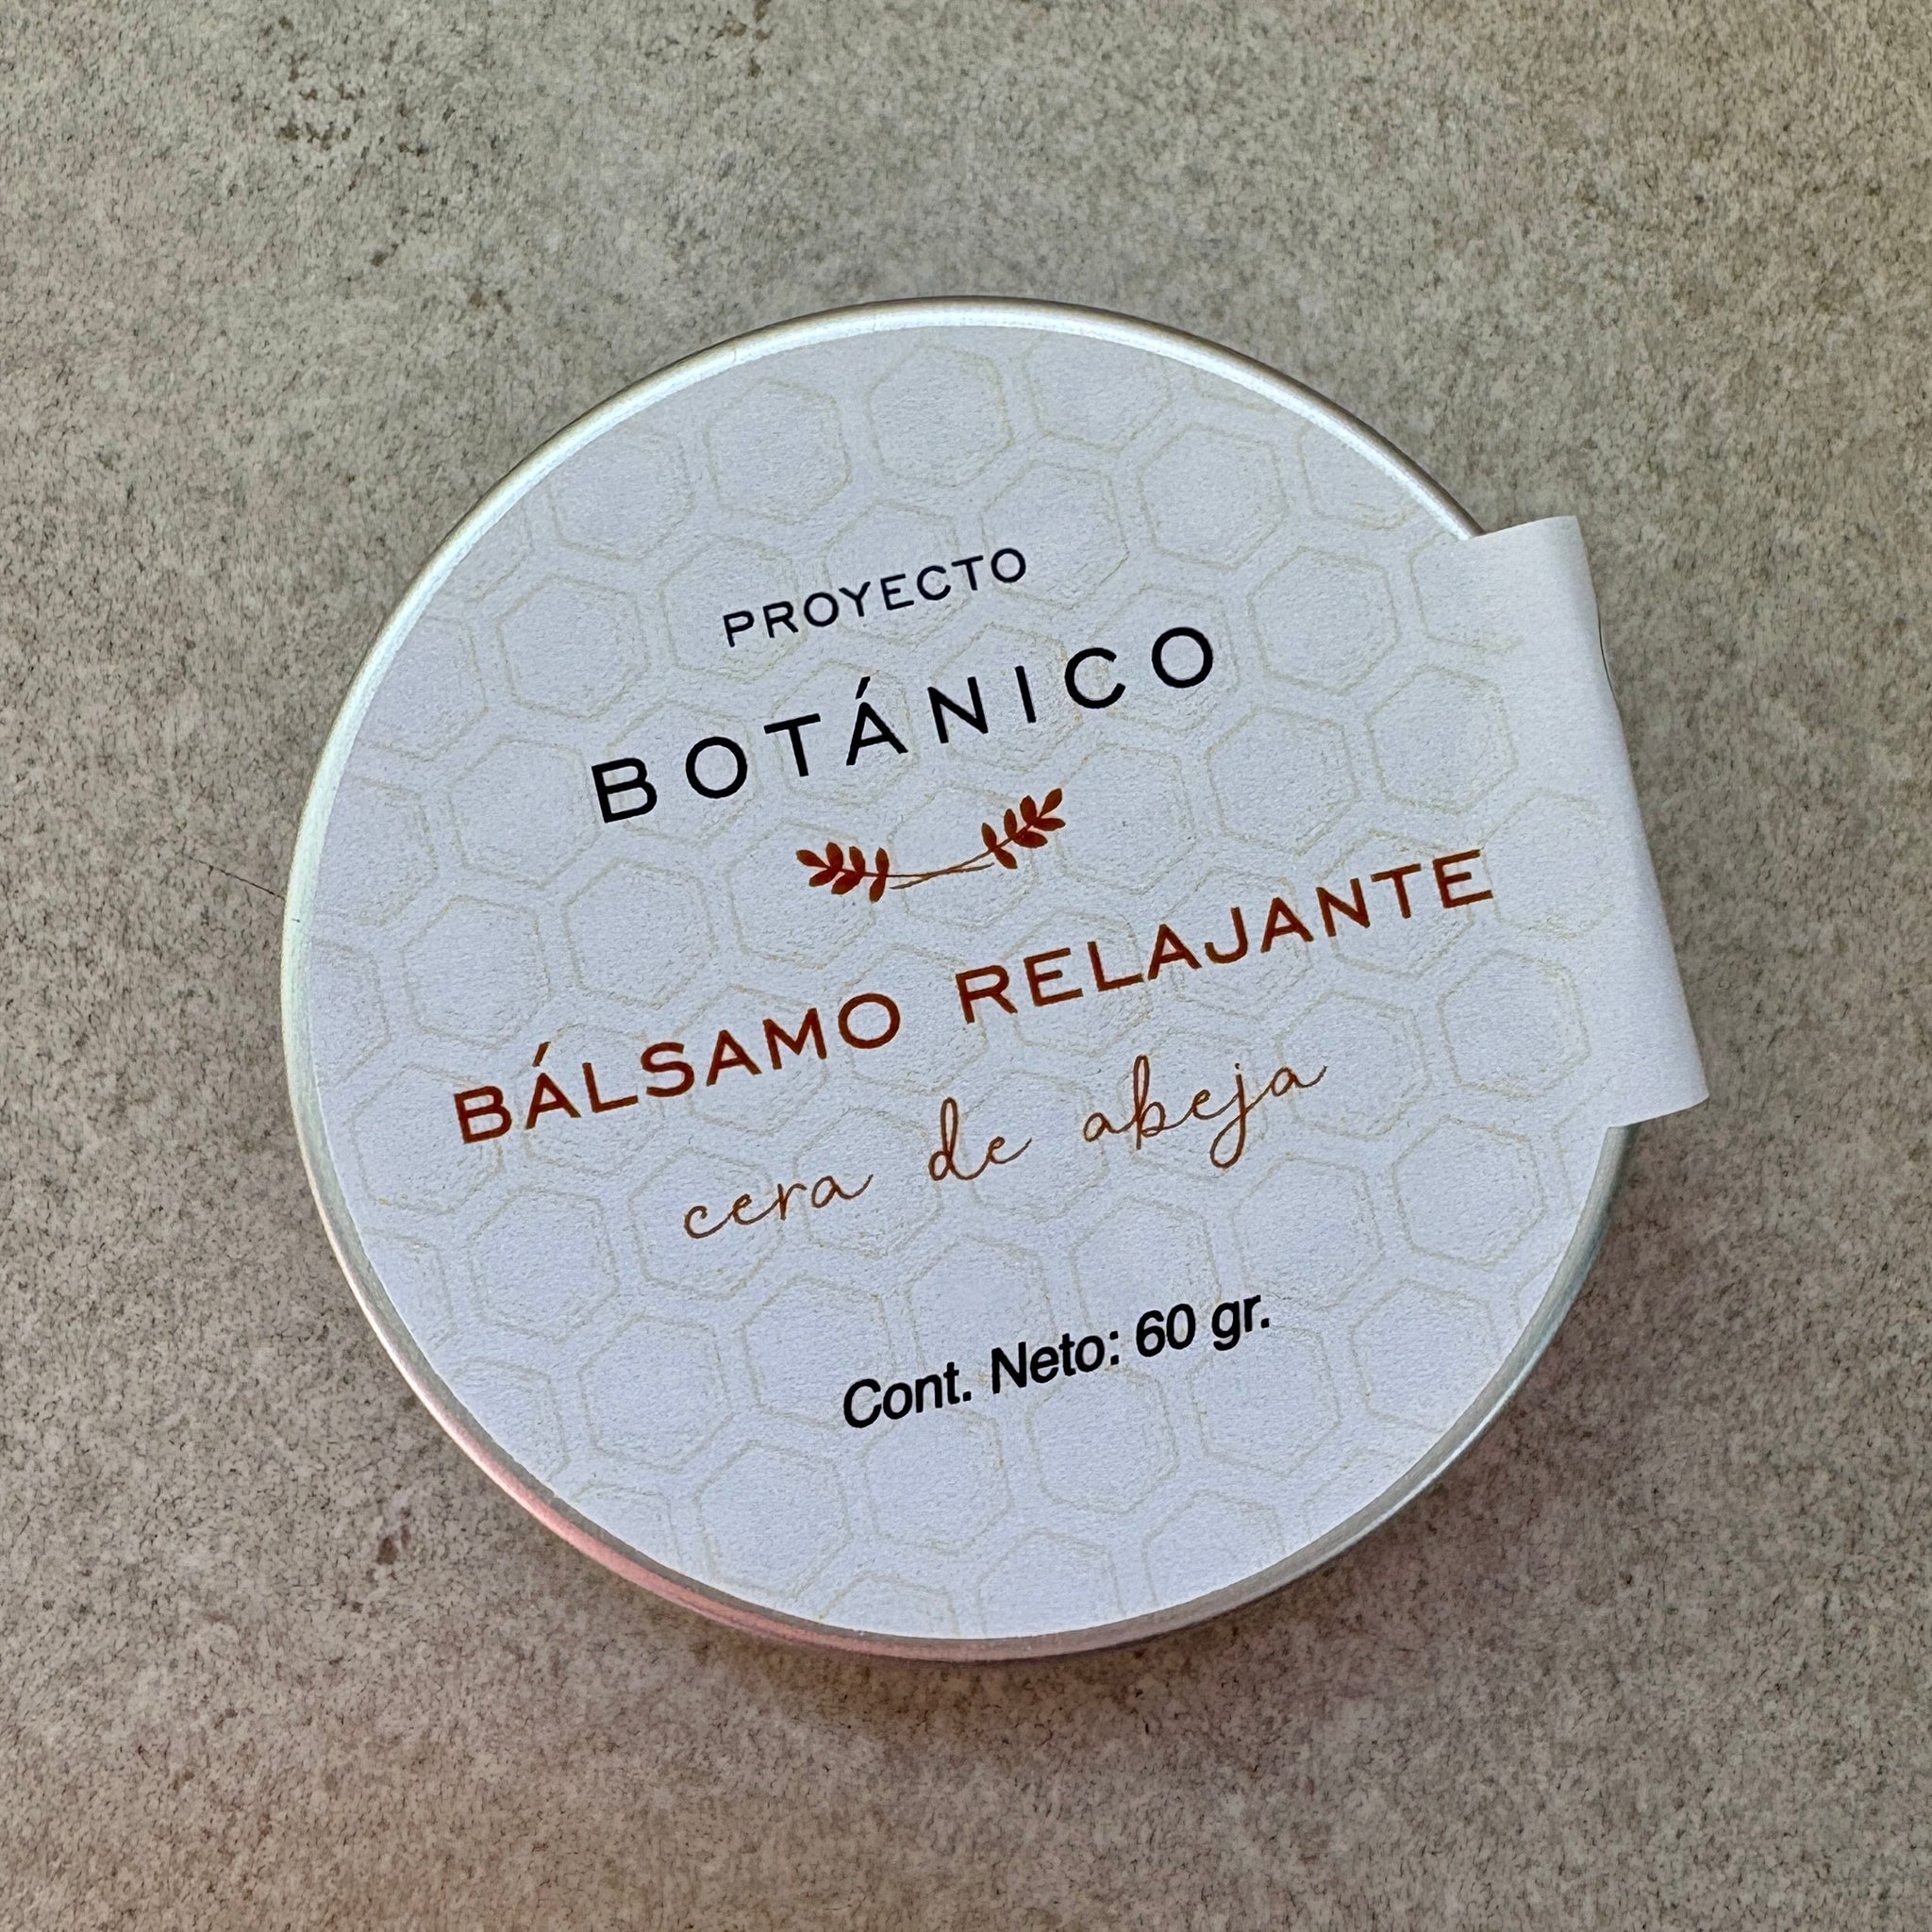 PROYECTO
BOTÁNICO
BÁLSAMO RELAJANTE
cera de abeja
Cont. Neto: 60 gr.